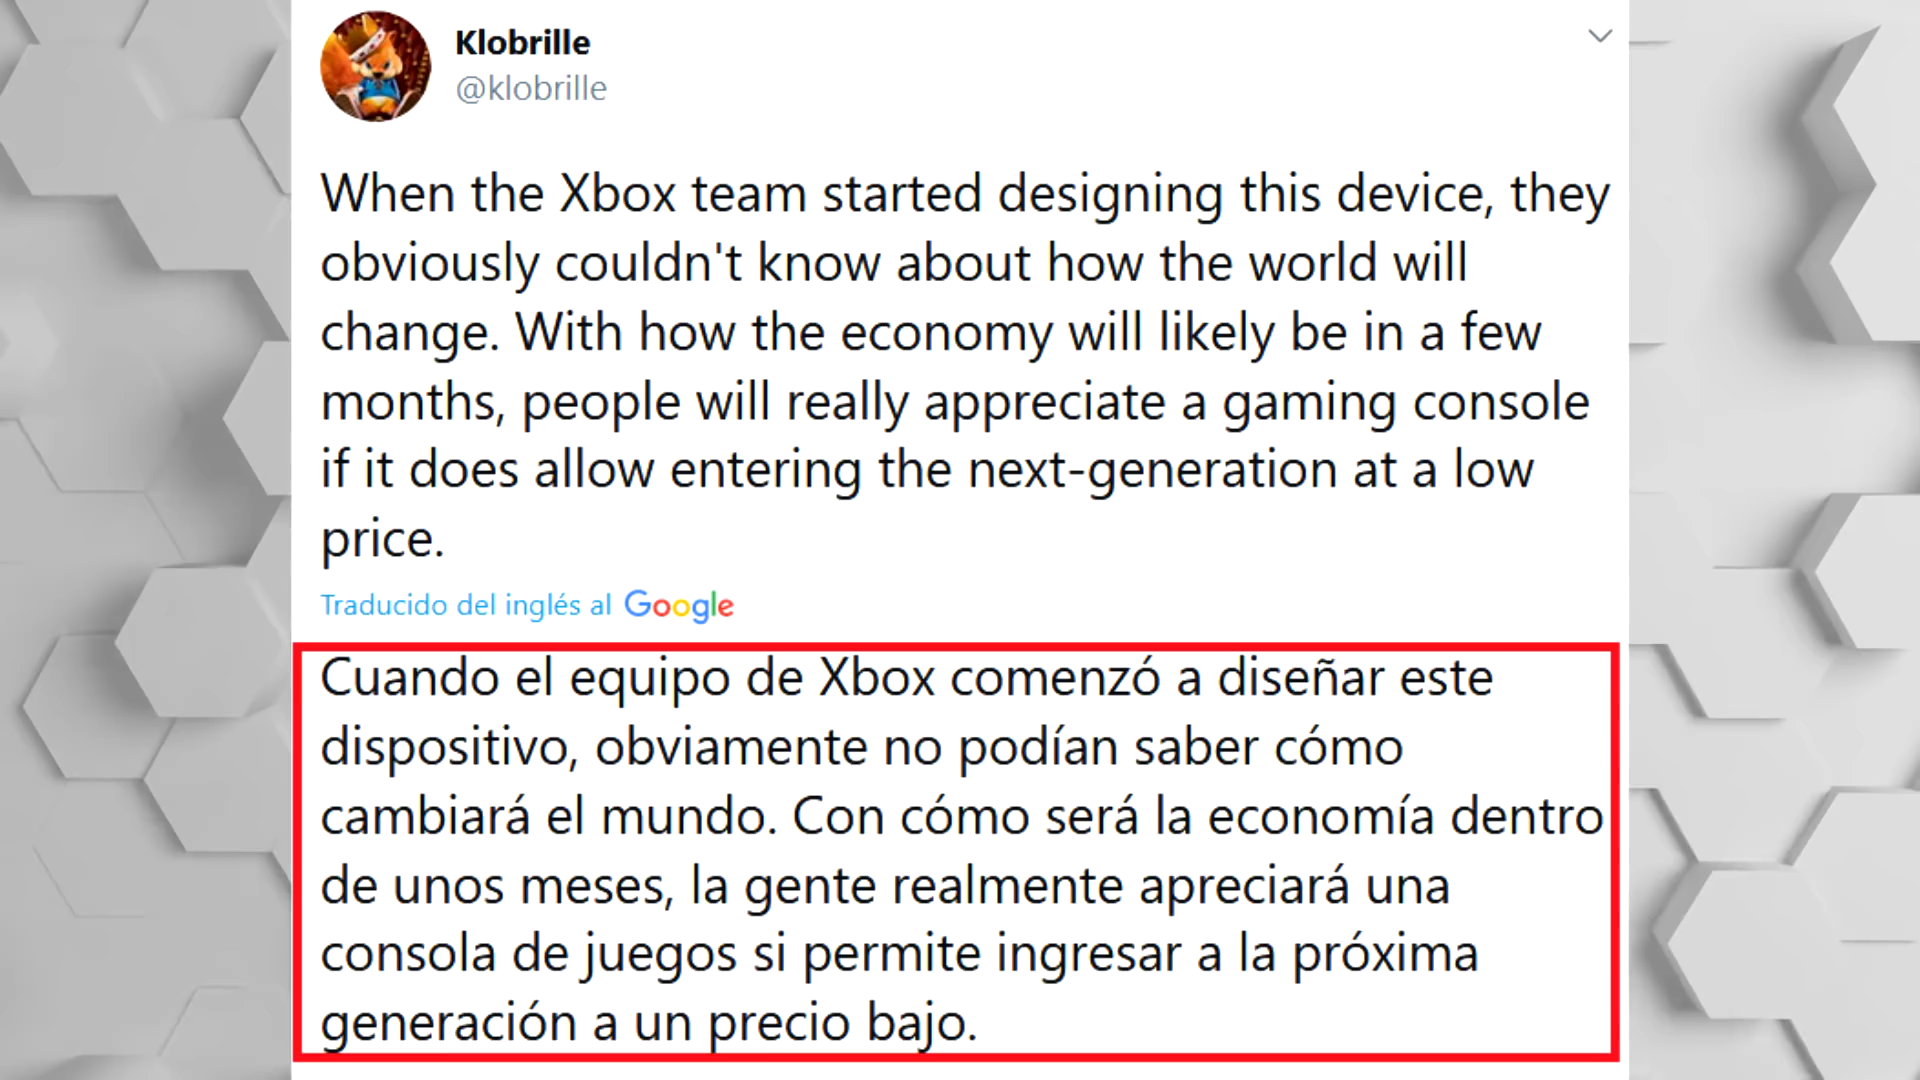 Klobrille
@klobrille
When the Xbox team started designing this device, they
obviously couldn't know about how the world will
change. With how the economy will likely be in a few
months, people will really appreciate a gaming console
if it does allow entering the next-generation at a low
price.
Traducido del inglés al Google
Cuando el equipo de Xbox comenzó a diseñar este
dispositivo, obviamente no podían saber cómo
cambiará el mundo. Con cómo será la economía dentro
de unos meses, la gente realmente apreciará una
consola de juegos si permite ingresar a la próxima
generación a un precio bajo.